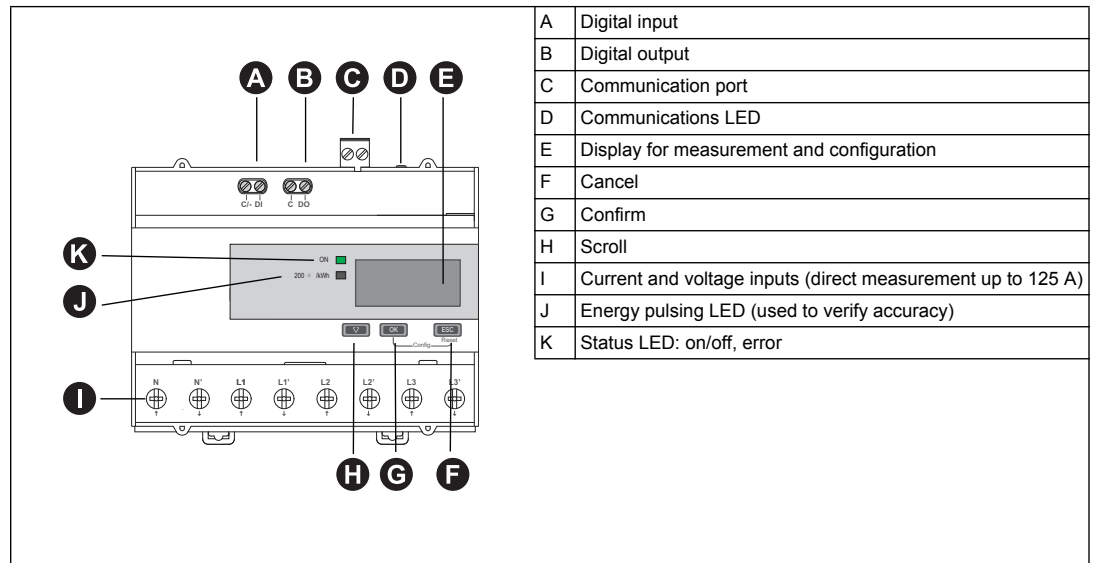 A B C D E
C/- DI C DO
K
ON
J
200 /kWh
OK ESC
Config. Reset
N N' L1 L1' L2 L2' L3 L3'
I
H G F
A Digital input
B Digital output
C Communication port
D Communications LED
E Display for measurement and configuration
F Cancel
G Confirm
H Scroll
I Current and voltage inputs (direct measurement up to 125 A)
J Energy pulsing LED (used to verify accuracy)
K Status LED: on/off, error